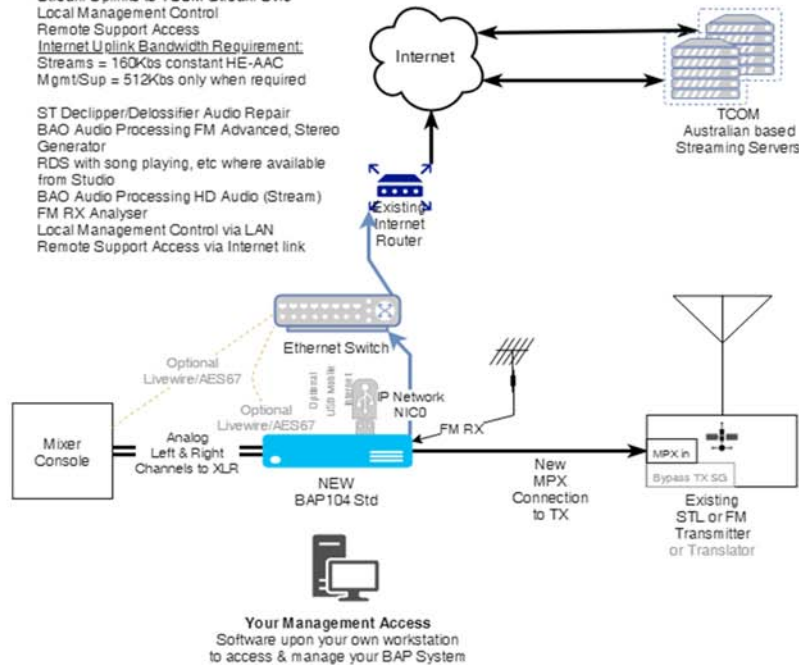 Local Management Control
Remote Support Access
Internet Uplink Bandwidth Requirement:
Streams = 160Kbs constant HE-AAC
Mgmt/Sup = 512Kbs only when required
ST Declipper/Delossifier Audio Repair
BAO Audio Processing FM Advanced, Stereo
Generator
RDS with song playing, etc where available
from Studio
BAO Audio Processing HD Audio (Stream)
FM RX Analyser
Local Management Control via LAN
Remote Support Access via Internet link
Internet
TCOM
Australian based
Streaming Servers
Existing
Internet
Router
Ethernet Switch
Optional
Livewire/AES67
Optional
Livewire/AES67
Optional
USB Mobile
Internet
IP Network
NIC0
FM RX
Mixer
Console
Analog
Left & Right
Channels to XLR
NEW
BAP104 Std
New
MPX
Connection
to TX
MPX in
Bypass TX SG
Existing
STL or FM
Transmitter
or Translator
Your Management Access
Software upon your own workstation
to access & manage your BAP System